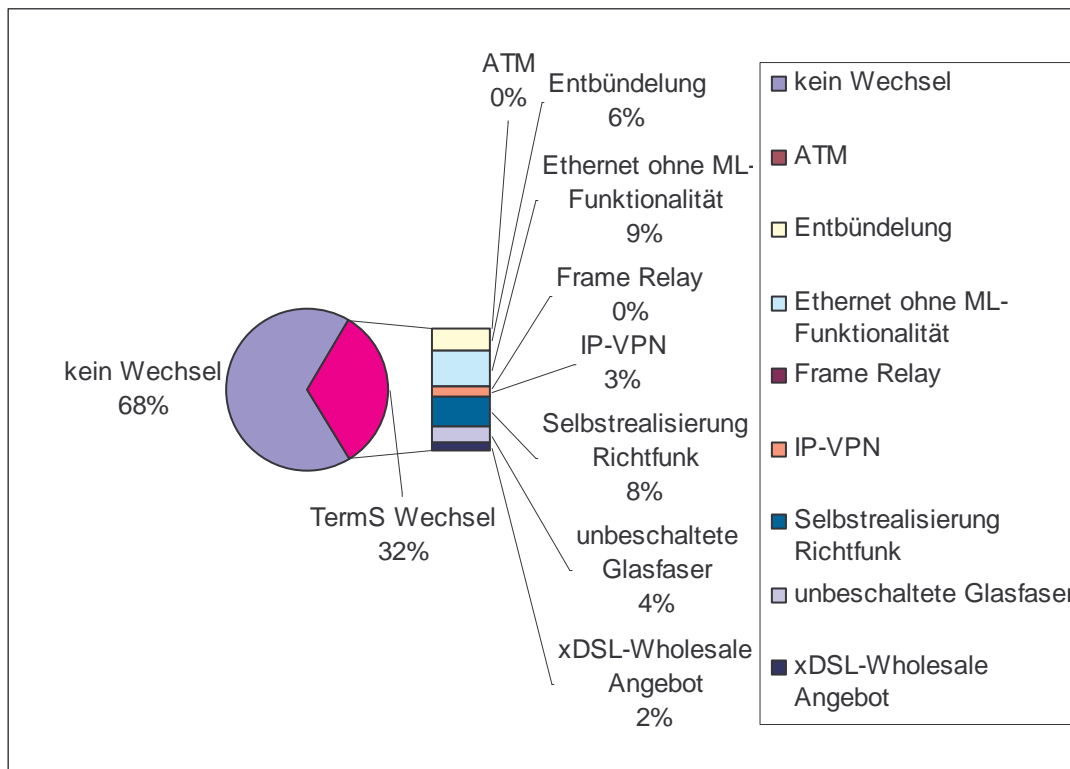 ATM
0%
Entbündelung
6%
Ethernet ohne ML-
Funktionalität
9%
Frame Relay
0%
IP-VPN
3%
Selbstrealisierung
Richtfunk
8%
unbeschaltete
Glasfaser
4%
xDSL-Wholesale
Angebot
2%
kein Wechsel
68%
TermS Wechsel
32%
kein Wechsel
ATM
Entbündelung
Ethernet ohne ML-
Funktionalität
Frame Relay
IP-VPN
Selbstrealisierung
Richtfunk
unbeschaltete Glasfaser
xDSL-Wholesale
Angebot